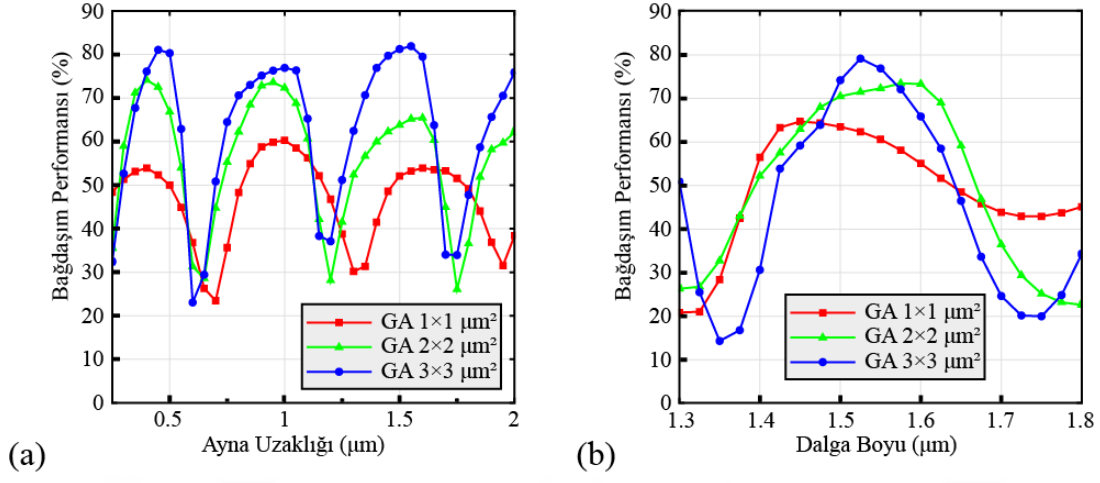 90
80
70
60
50
40
30
20
10
0
Bağdaşım Performansı (%)
GA 1×1 μm²
GA 2×2 μm²
GA 3×3 μm²
0.5 1 1.5 2
Ayna Uzaklığı (μm)
(a)
90
80
70
60
50
40
30
20
10
0
Bağdaşım Performansı (%)
GA 1×1 μm²
GA 2×2 μm²
GA 3×3 μm²
1.3 1.4 1.5 1.6 1.7 1.8
Dalga Boyu (μm)
(b)